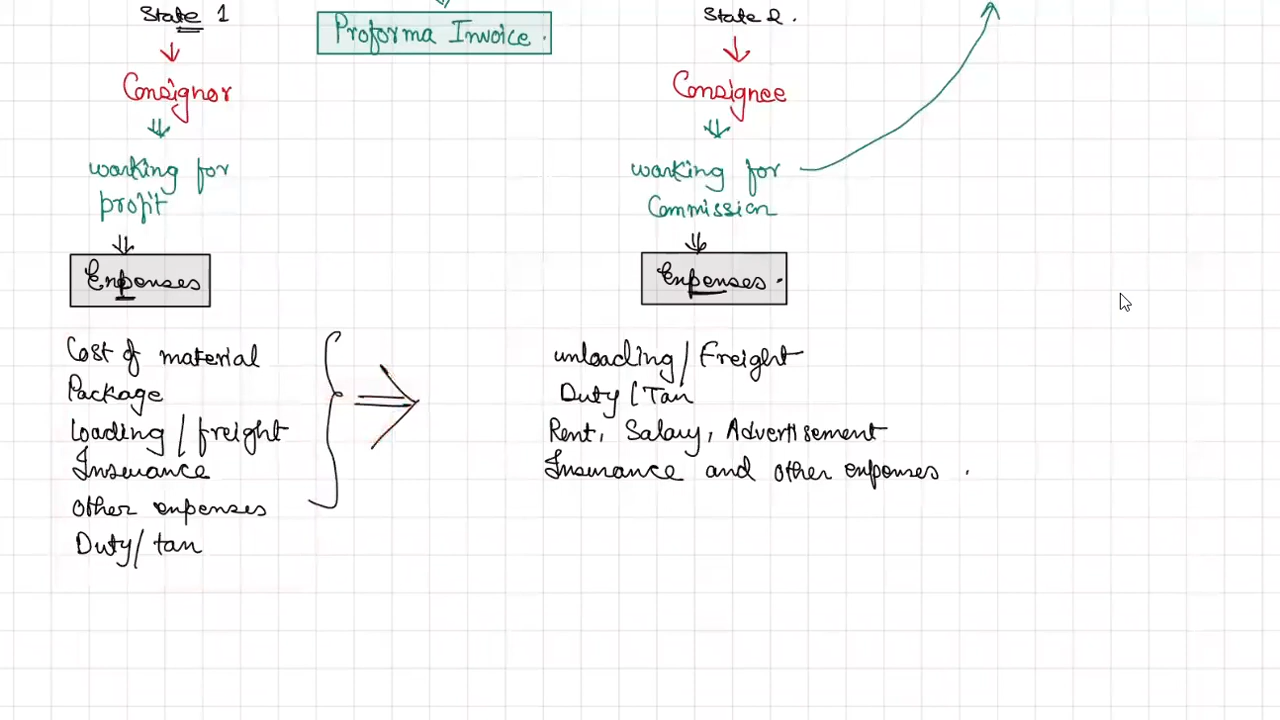 State 1
Proforma Invoice.
State 2.
Consignor
Consignee
working for
profit
working for
Commission
Expenses
Expenses.
Cost of material
Package
Loading / freight
Insurance
Other expenses
Duty / tax
unloading / Freight
Duty / Tax
Rent, Salary, Advertisement
Insurance and other expenses.